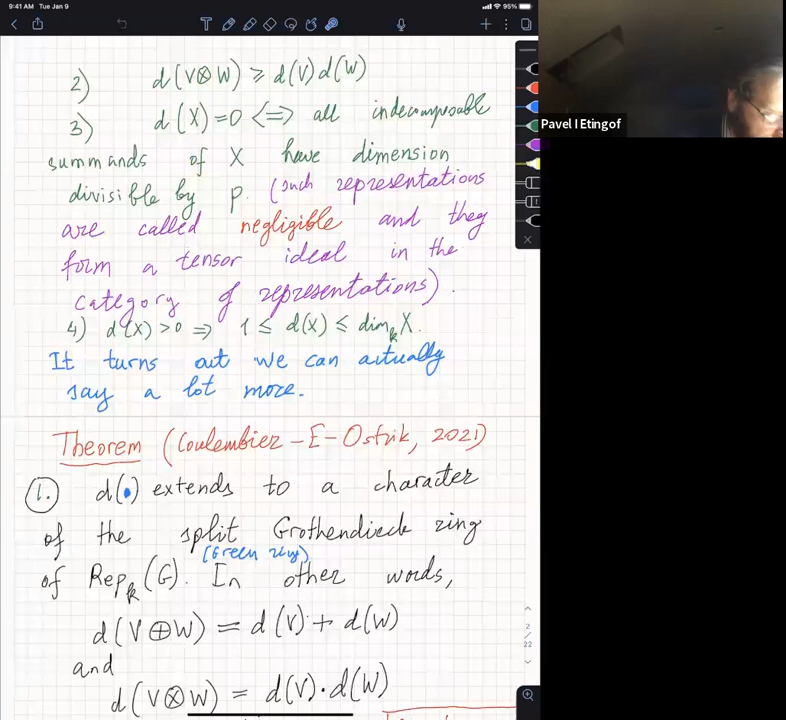 9:41 AM Tue Jan 9
95%
2) d(V⊗W) ⩾ d(V)d(W)
3) d(X)=0 <=> all indecomposable
summands of X have dimension
divisible by p. (such representations
are called negligible and they
form a tensor ideal in the
category of representations).
4) d(X)>0 => 1 ≤ d(X) ≤ dim_k X.
It turns out we can actually
say a lot more.
Theorem (Coulembier - E - Ostrik, 2021)
1. d(•) extends to a character
of the split Grothendieck ring
(Green ring)
of Rep_k(G). In other words,
d(V⊕W) = d(V) + d(W)
and
d(V⊗W) = d(V)·d(W)
2
/
22
Pavel I Etingof